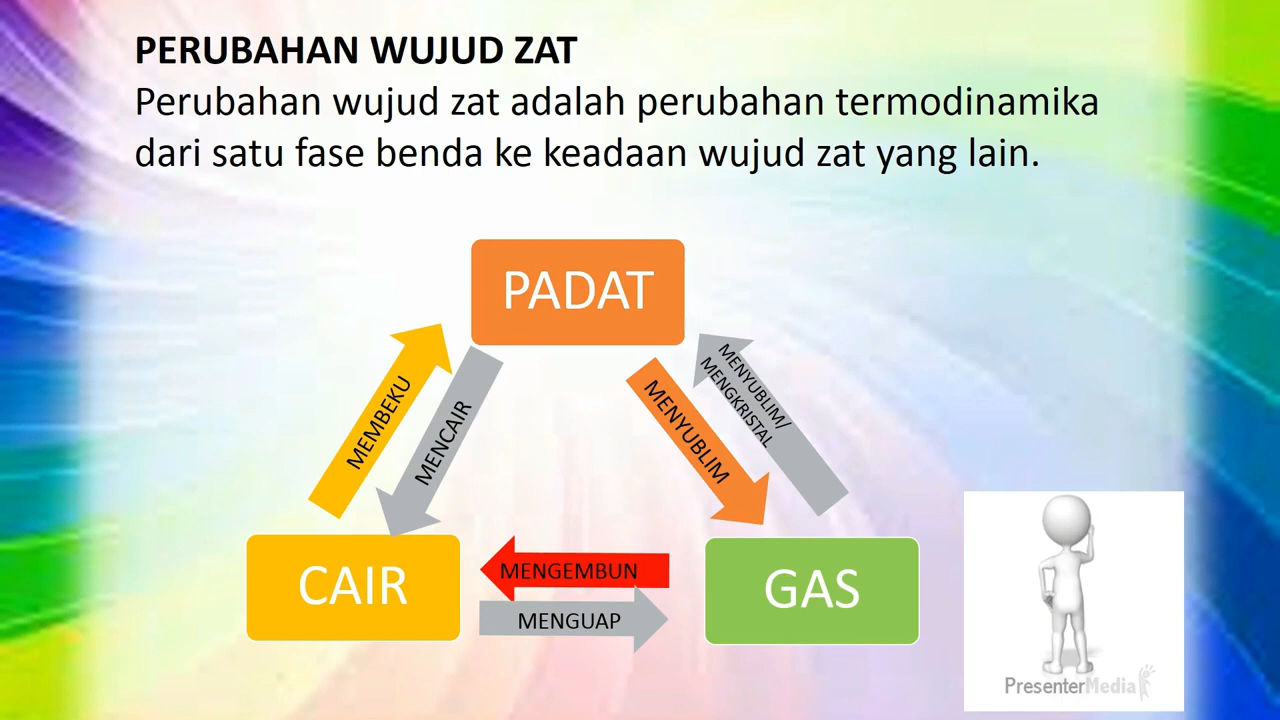 PERUBAHAN WUJUD ZAT
Perubahan wujud zat adalah perubahan termodinamika
dari satu fase benda ke keadaan wujud zat yang lain.
PADAT
MEMBEKU
MENCAIR
MENYUBLIM
MENYUBLIM/
MENGKRISTAL
CAIR
MENGEMBUN
MENGUAP
GAS
PresenterMedia